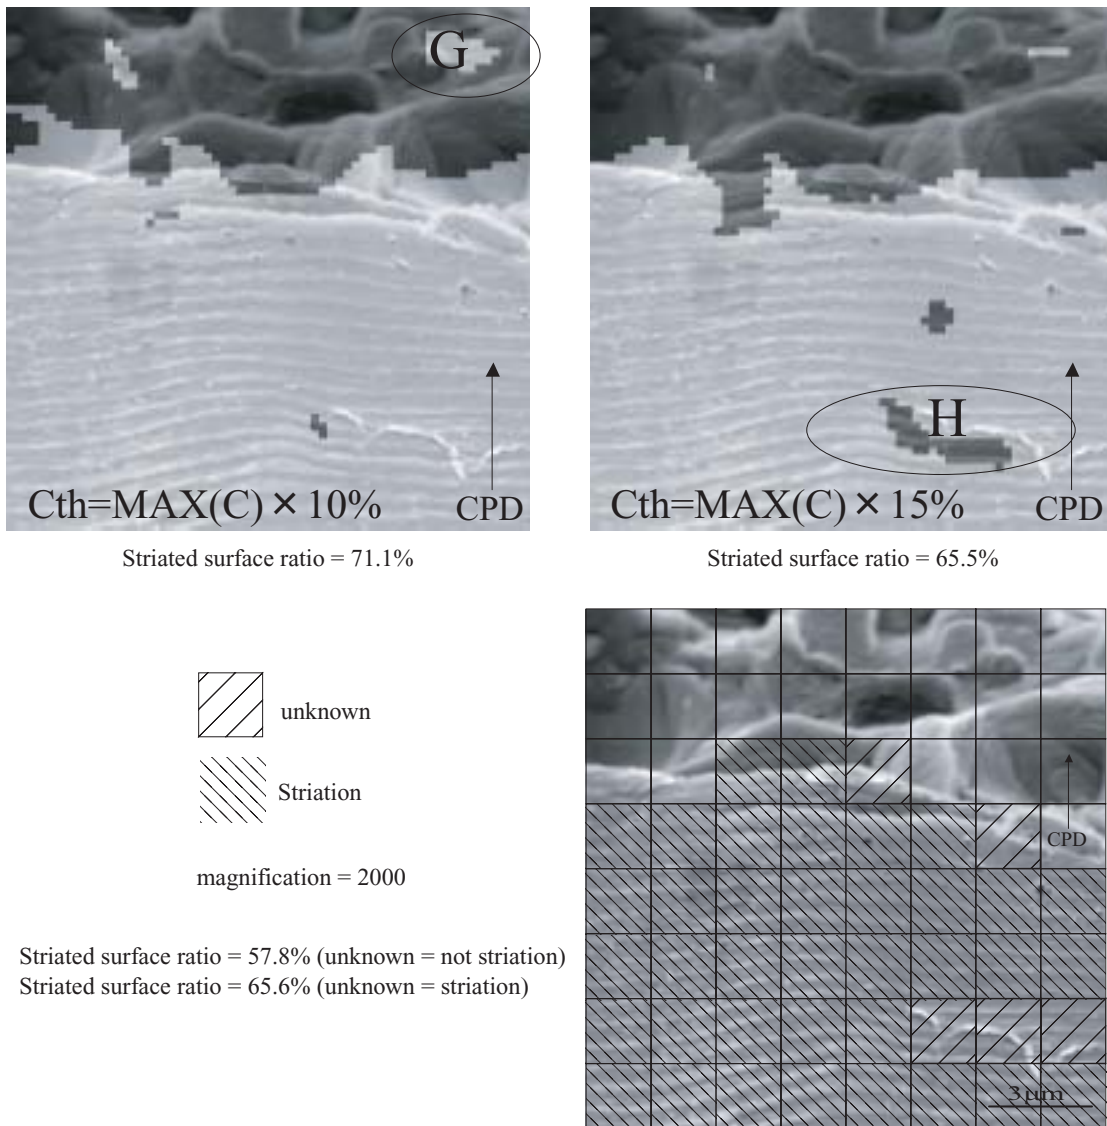 G
Cth=MAX(C) × 10%
CPD
Striated surface ratio = 71.1%
H
Cth=MAX(C) × 15%
CPD
Striated surface ratio = 65.5%
unknown
Striation
magnification = 2000
Striated surface ratio = 57.8% (unknown = not striation)
Striated surface ratio = 65.6% (unknown = striation)
CPD
3μm